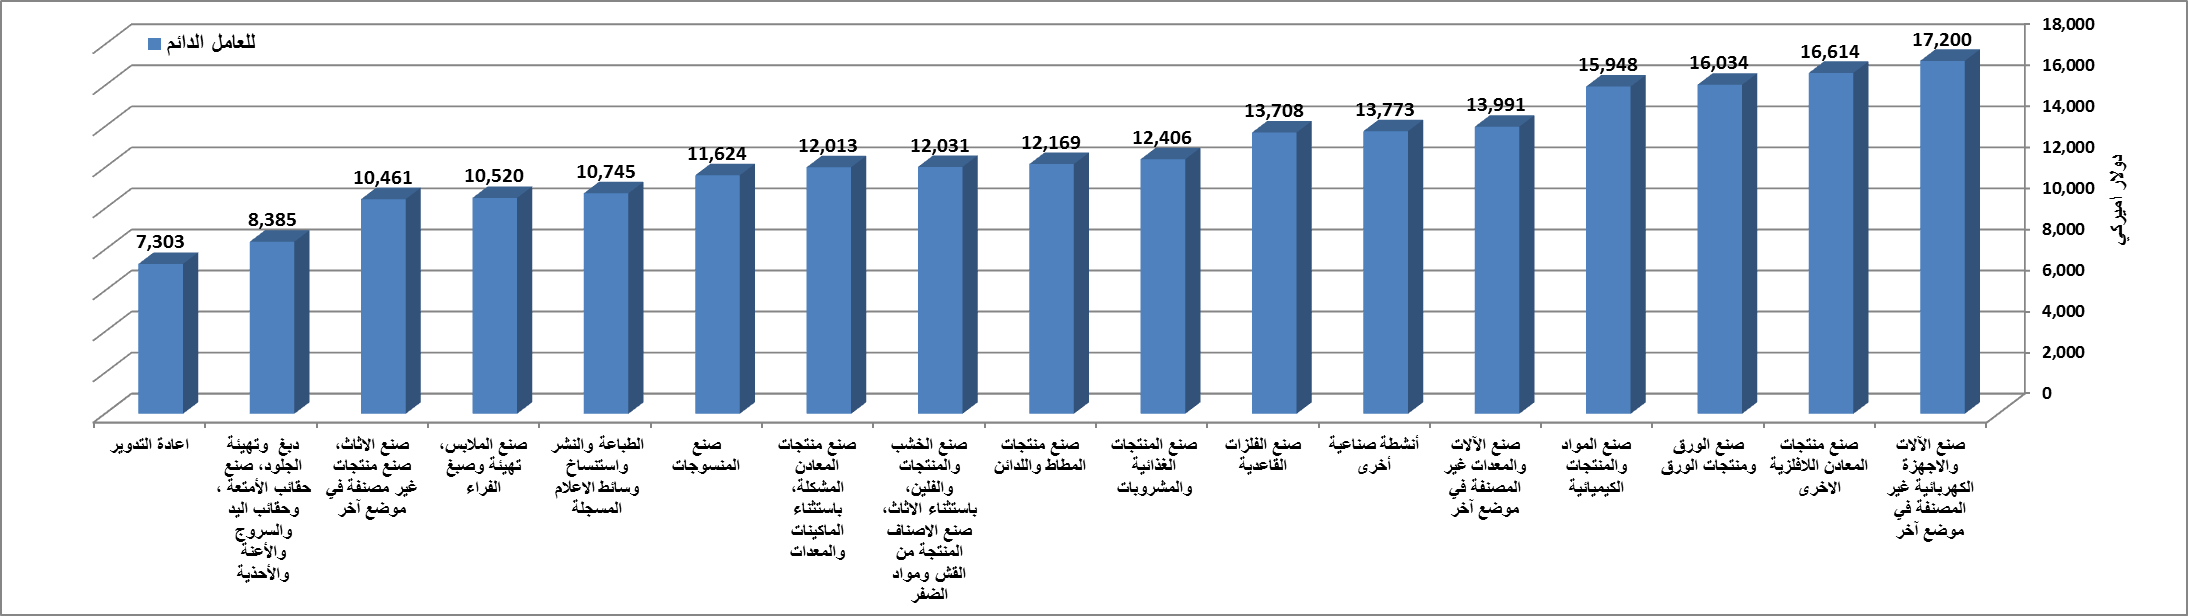 للعامل الدائم
18,000
16,000
14,000
12,000
10,000
8,000
6,000
4,000
2,000
0
دولار اميركي
17,200
16,614
16,034
15,948
13,991
13,773
13,708
12,406
12,169
12,031
12,013
11,624
10,745
10,520
10,461
8,385
7,303
صنع الآلات
والاجهزة
الكهربائية غير
المصنفة في
موضع آخر
صنع منتجات
المعادن اللافلزية
الاخرى
صنع الورق
ومنتجات الورق
صنع المواد
والمنتجات
الكيميائية
صنع الآلات
والمعدات غير
المصنفة في
موضع آخر
أنشطة صناعية
أخرى
صنع الفلزات
القاعدية
صنع المنتجات
الغذائية
والمشروبات
صنع منتجات
المطاط واللدائن
صنع الخشب
والمنتجات
والفلين،
باستثناء الاثاث،
صنع الاصناف
المنتجة من
القش ومواد
الضفر
صنع منتجات
المعادن
المشكلة،
باستثناء
الماكينات
والمعدات
صنع
المنسوجات
الطباعة والنشر
واستنساخ
وسائط الاعلام
المسجلة
صنع الملابس،
تهيئة وصبغ
الفراء
صنع الاثاث،
صنع منتجات
غير مصنفة في
موضع آخر
دبغ وتهيئة
الجلود، صنع
حقائب الأمتعة ،
وحقائب اليد
والسروج
والأعنة
والأحذية
اعادة التدوير